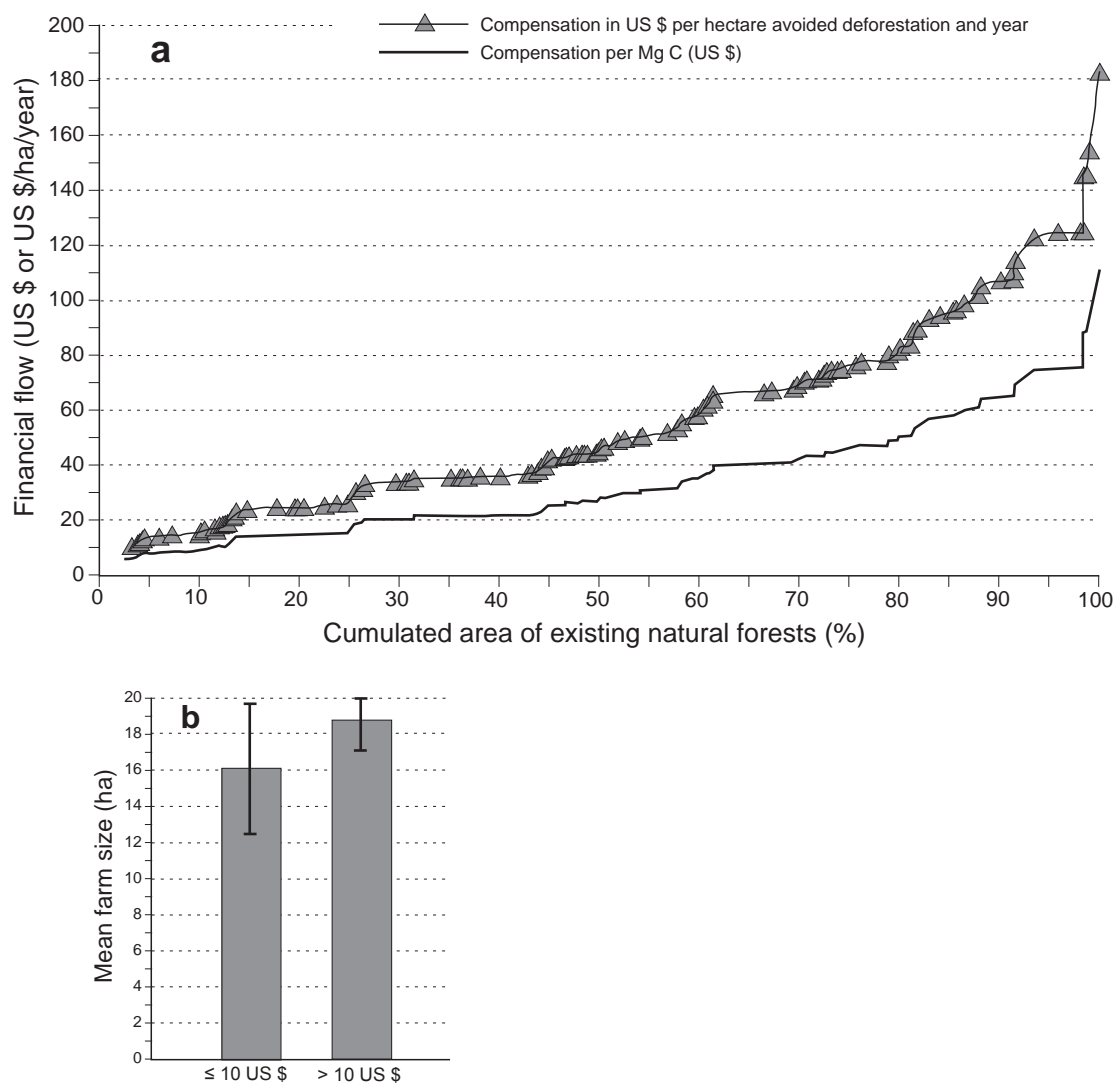 a
Compensation in US $ per hectare avoided deforestation and year
Compensation per Mg C (US $)
Financial flow (US $ or US $/ha/year)
200
180
160
140
120
100
80
60
40
20
0
0 10 20 30 40 50 60 70 80 90 100
Cumulated area of existing natural forests (%)
b
Mean farm size (ha)
20
18
16
14
12
10
8
6
4
2
0
≤ 10 US $ > 10 US $